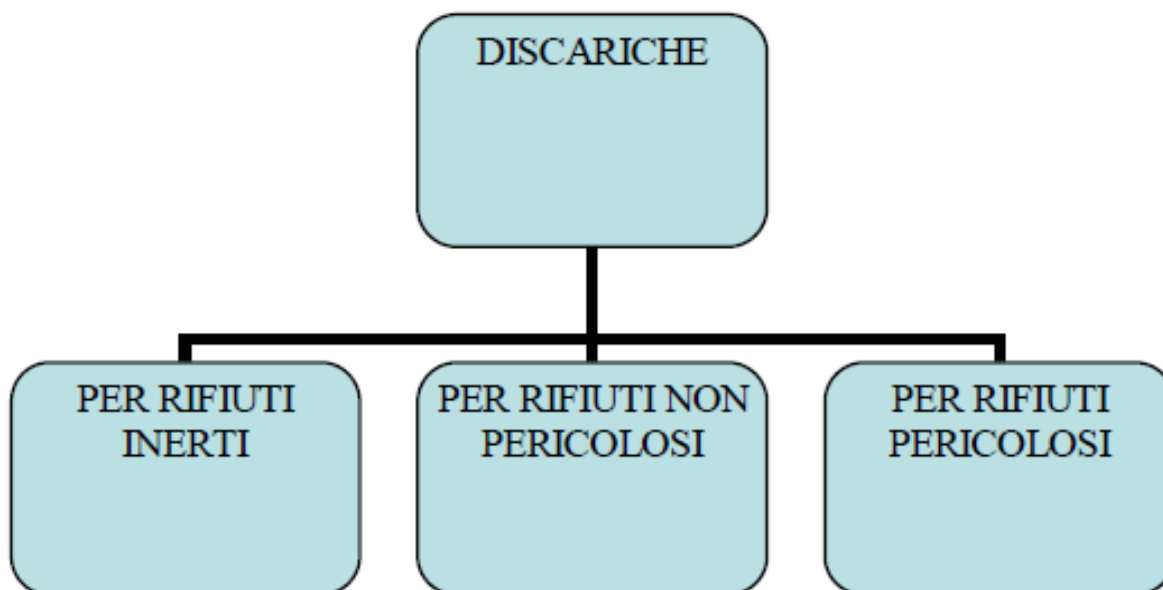 DISCARICHE
PER RIFIUTI
INERTI
PER RIFIUTI NON
PERICOLOSI
PER RIFIUTI
PERICOLOSI